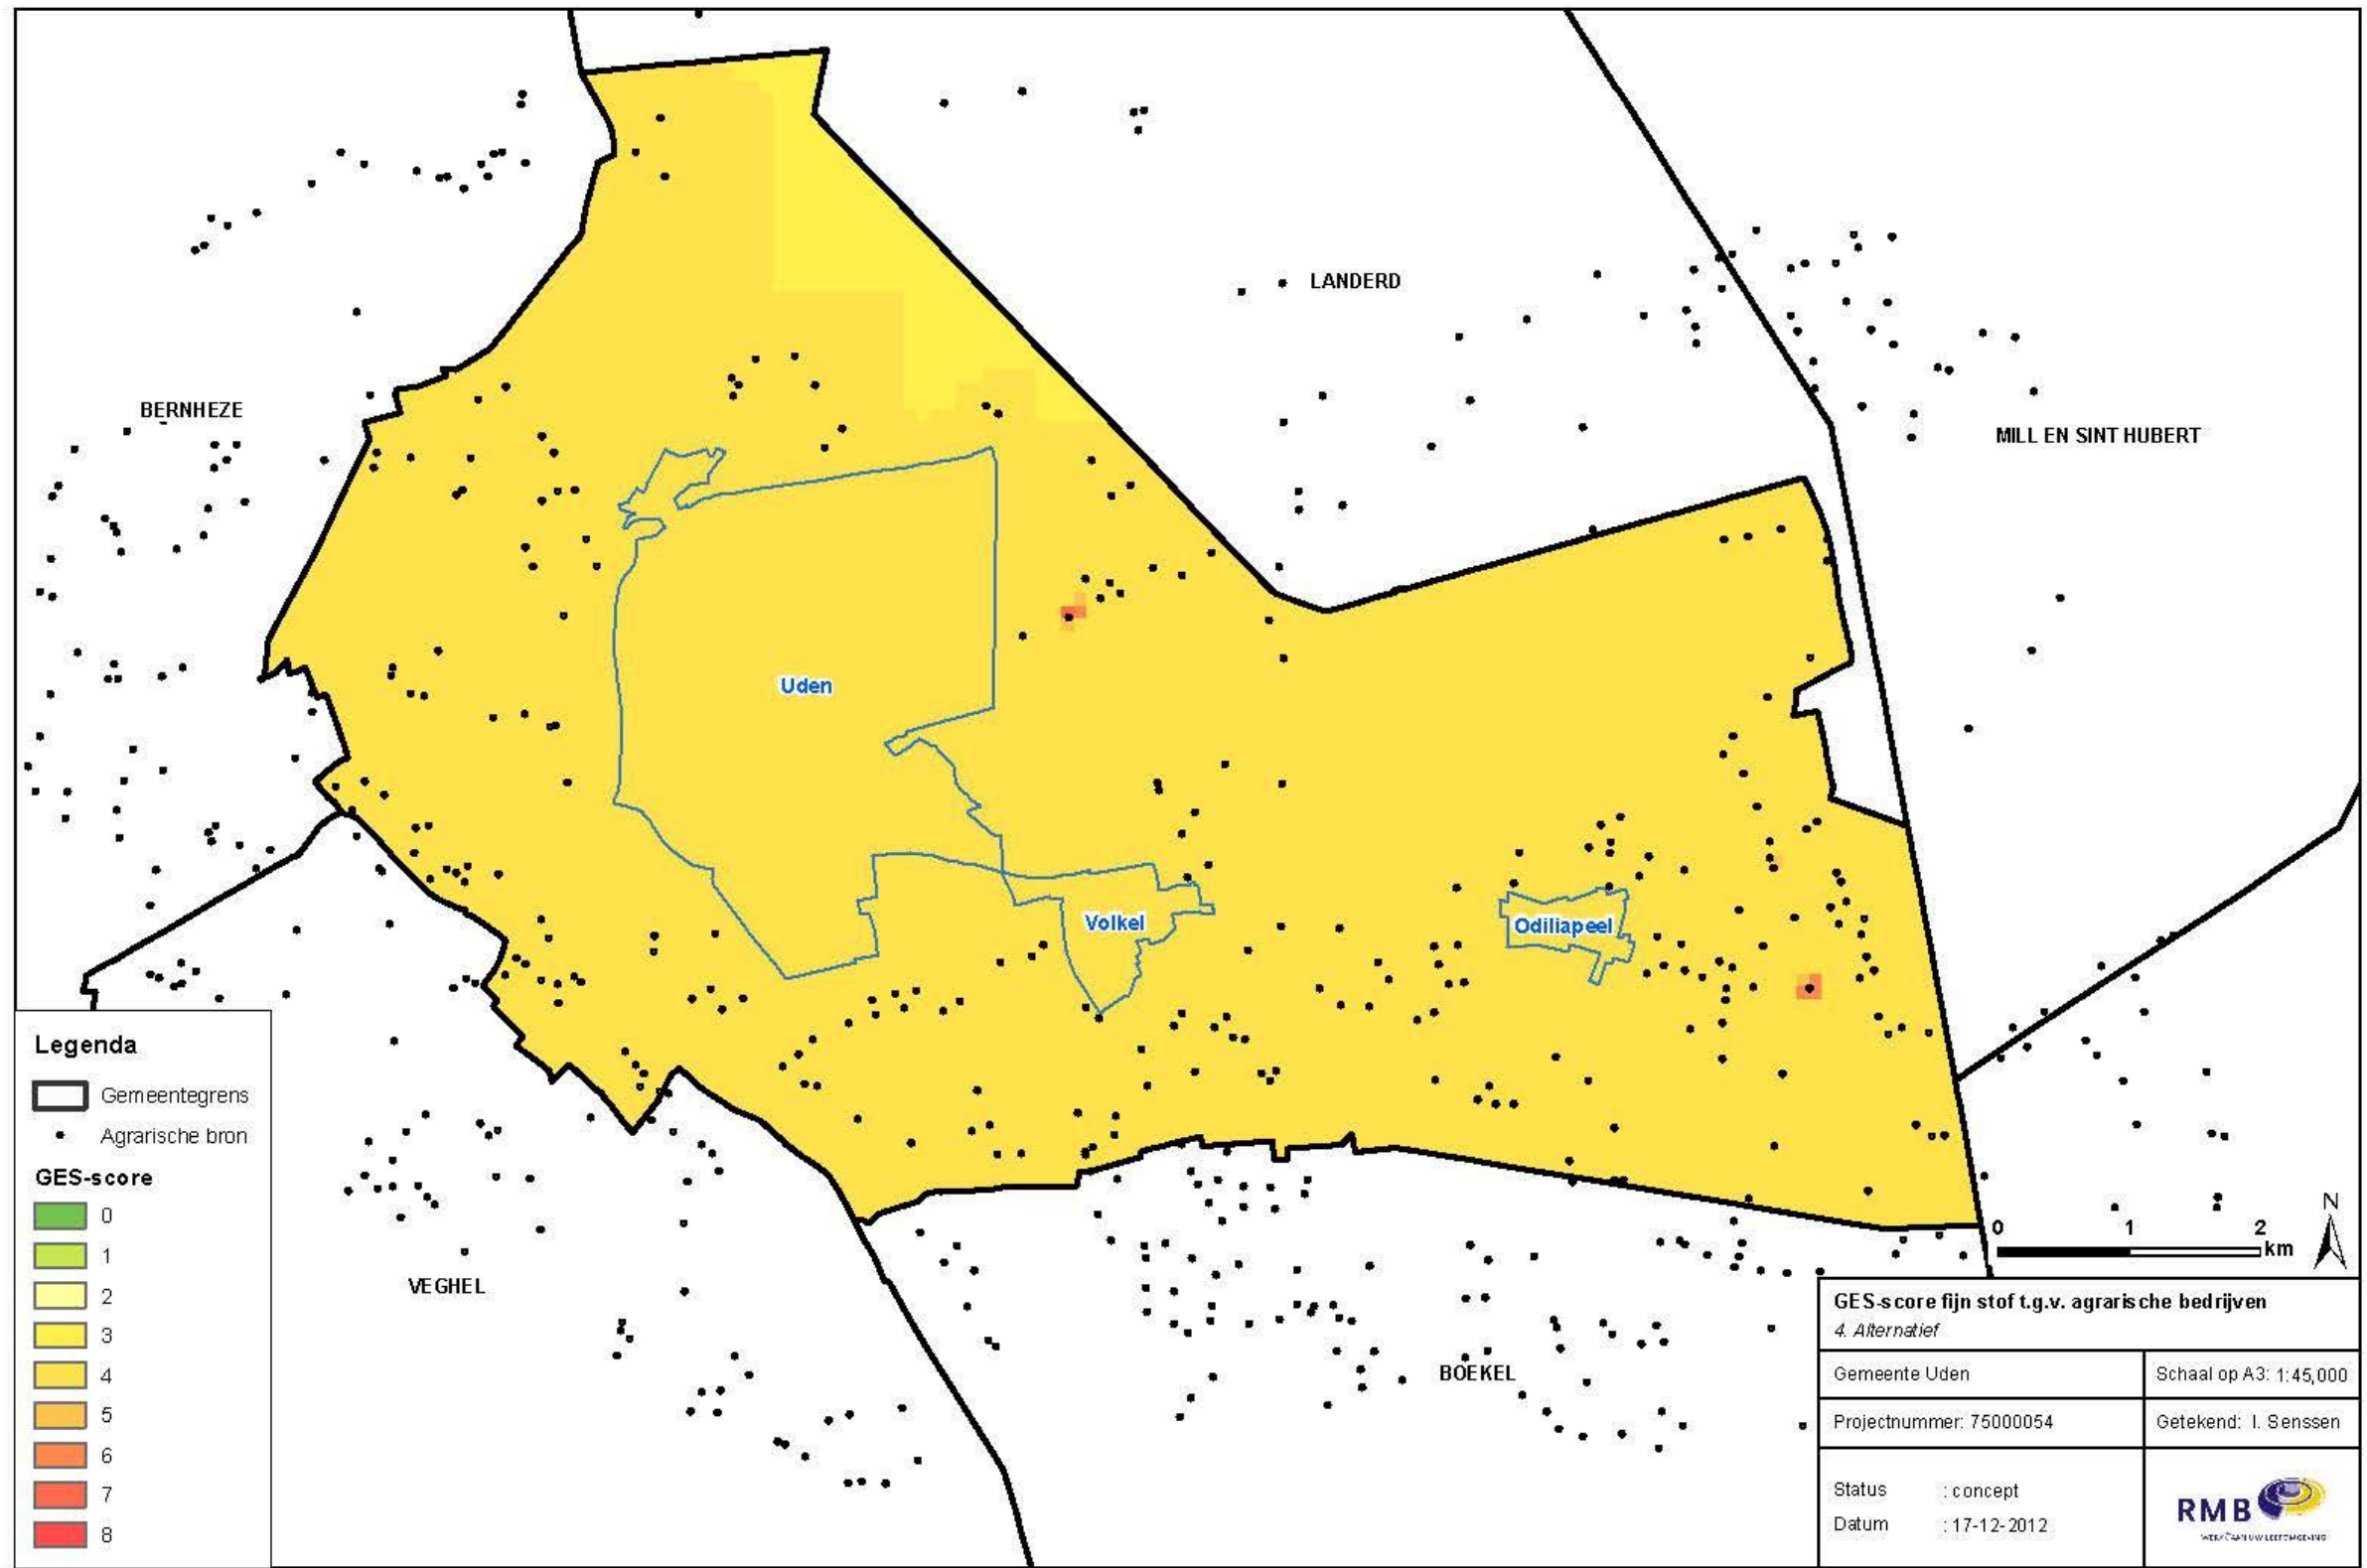 LANDERD
BERNHEZE
MILL EN SINT HUBERT
Uden
Volkel
Odiliapeel
VEGHEL
BOEKEL
Legenda
Gemeentegrens
Agrarische bron
GES-score
0
1
2
3
4
5
6
7
8
N
0 1 2
km
GES-score fijn stof t.g.v. agrarische bedrijven
4. Alternatief
Gemeente Uden
Schaal op A3: 1:45,000
Projectnummer: 75000054
Getekend: I. Senssen
Status : concept
Datum : 17-12-2012
RMB